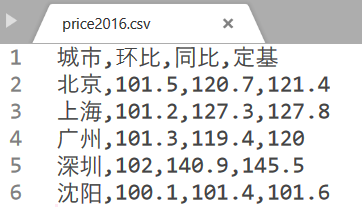 price2016.csv ×
1 城市,环比,同比,定基
2 北京,101.5,120.7,121.4
3 上海,101.2,127.3,127.8
4 广州,101.3,119.4,120
5 深圳,102,140.9,145.5
6 沈阳,100.1,101.4,101.6